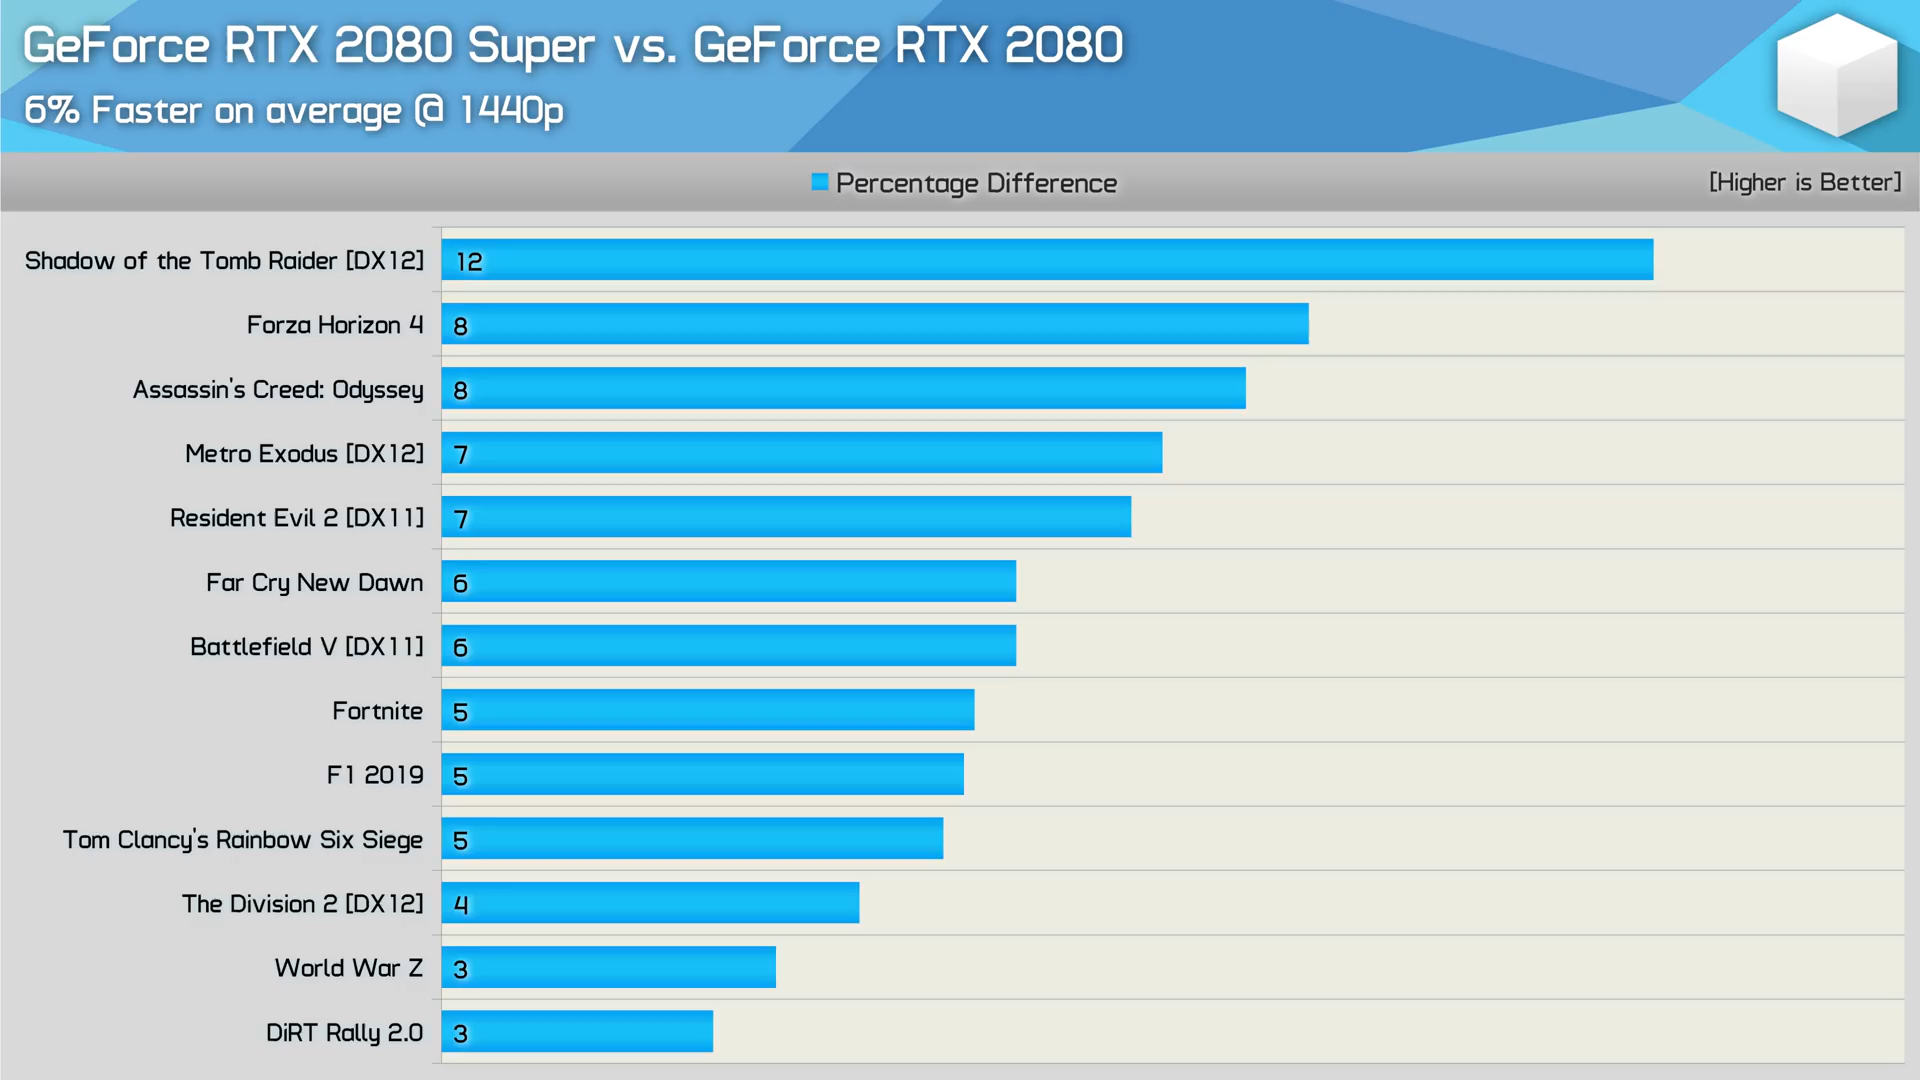 GeForce RTX 2080 Super vs. GeForce RTX 2080
6% Faster on average @ 1440p
Percentage Difference
[Higher is Better]
Shadow of the Tomb Raider [DX12] 12
Forza Horizon 4 8
Assassin's Creed: Odyssey 8
Metro Exodus [DX12] 7
Resident Evil 2 [DX11] 7
Far Cry New Dawn 6
Battlefield V [DX11] 6
Fortnite 5
F1 2019 5
Tom Clancy's Rainbow Six Siege 5
The Division 2 [DX12] 4
World War Z 3
DiRT Rally 2.0 3